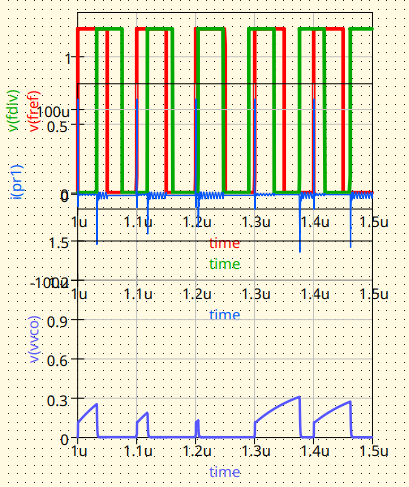 v(fdiv)
v(fref)
i(pr1)
1
100u
0.5
0
1u 1.1u 1.2u 1.3u 1.4u 1.5u
1.5
time
time
-100u
1u 1.1u 1.2u 1.3u 1.4u 1.5u
time
0.9
v(vvco)
0.6
0.3
0
1u 1.1u 1.2u 1.3u 1.4u 1.5u
time